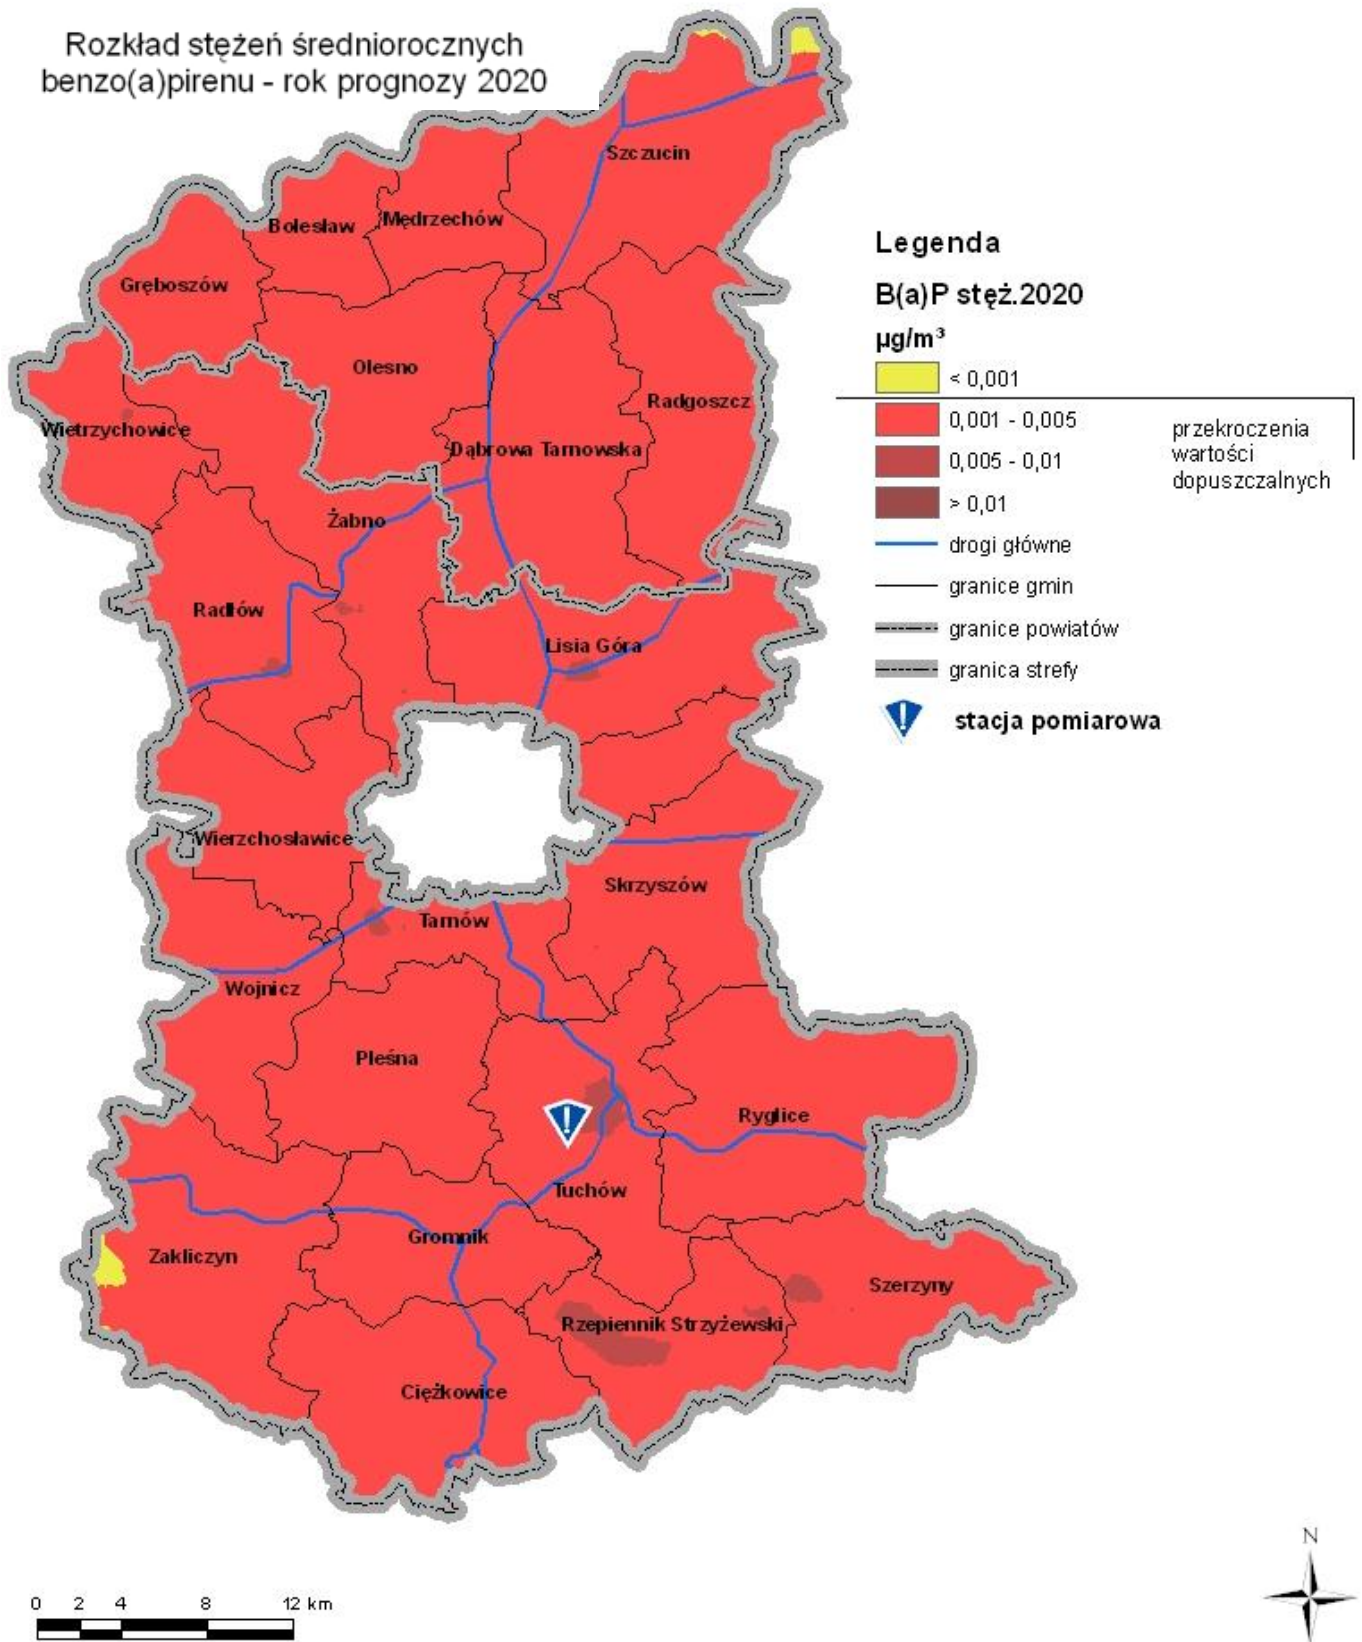 Rozkład stężeń średniorocznych
benzo(a)pirenu - rok prognozy 2020
Szczucin
Bolesław
Mędrzechów
Gręboszów
Olesno
Radgoszcz
Wietrzychowice
Dąbrowa Tarnowska
Żabno
Radłów
Lisia Góra
Wierzchosławice
Skrzyszów
Tarnów
Wojnicz
Pleśna
Ryglice
Tuchów
Gromnik
Zakliczyn
Szerzyny
Rzepiennik Strzyżewski
Ciężkowice
Legenda
B(a)P stęż.2020
µg/m³
< 0,001
0,001 - 0,005
0,005 - 0,01
> 0,01
przekroczenia
wartości
dopuszczalnych
drogi główne
granice gmin
granice powiatów
granica strefy
! stacja pomiarowa
!
0 2 4 8 12 km
N